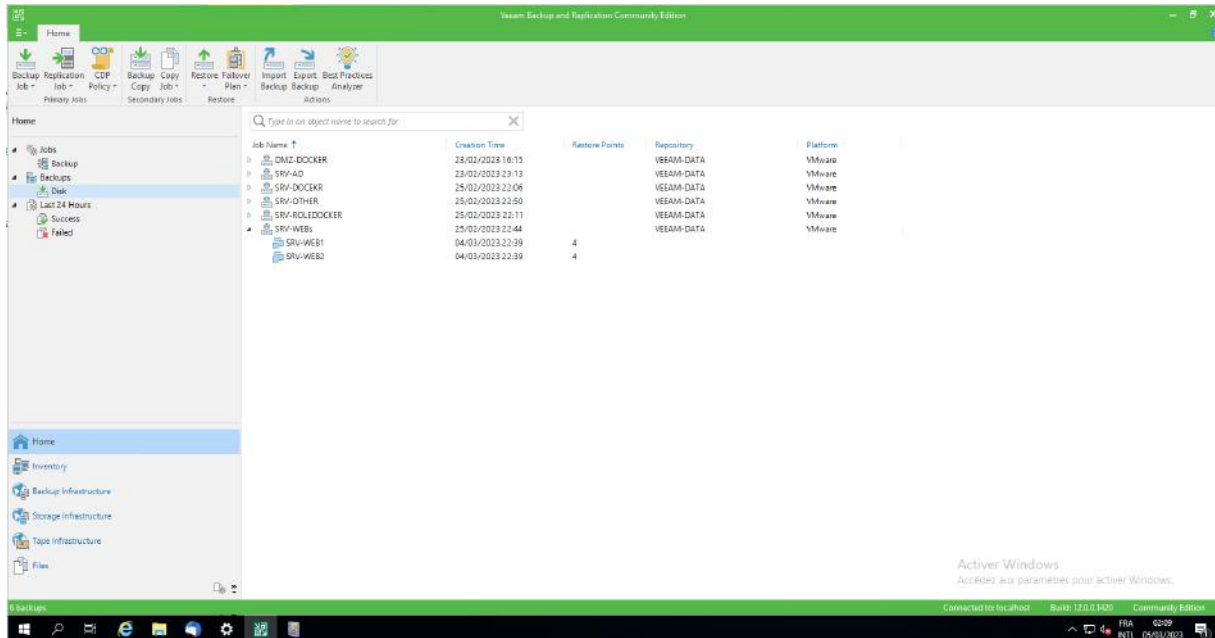 Veeam Backup and Replication Community Edition
Home
Backup Job
Replication Job
CDP Policy
Primary Jobs
Backup Copy
Copy Job
Secondary Jobs
Restore
Failover Plan
Restore
Import Backup
Export Backup
Best Practices Analyzer
Actions
Home
Type in an object name to search for
Jobs
Backup
Backups
Disk
Last 24 Hours
Success
Failed
Job Name Creation Time Restore Points Repository Platform
DMZ-DOCKER 23/02/2023 16:15 VEEAM-DATA VMware
SRV-AD 23/02/2023 23:13 VEEAM-DATA VMware
SRV-DOCEKR 25/02/2023 22:06 VEEAM-DATA VMware
SRV-OTHER 25/02/2023 22:50 VEEAM-DATA VMware
SRV-ROLEDOCKER 25/02/2023 22:11 VEEAM-DATA VMware
SRV-WEBs 25/02/2023 22:44 VEEAM-DATA VMware
SRV-WEB1 04/03/2023 22:39 4
SRV-WEB2 04/03/2023 22:39 4
Home
Inventory
Backup Infrastructure
Storage Infrastructure
Tape Infrastructure
Files
Activer Windows
Accédez aux paramètres pour activer Windows.
6 backups
Connected to: localhost Build: 12.0.0.1420 Community Edition
FRA 02:09
INTL 05/03/2023